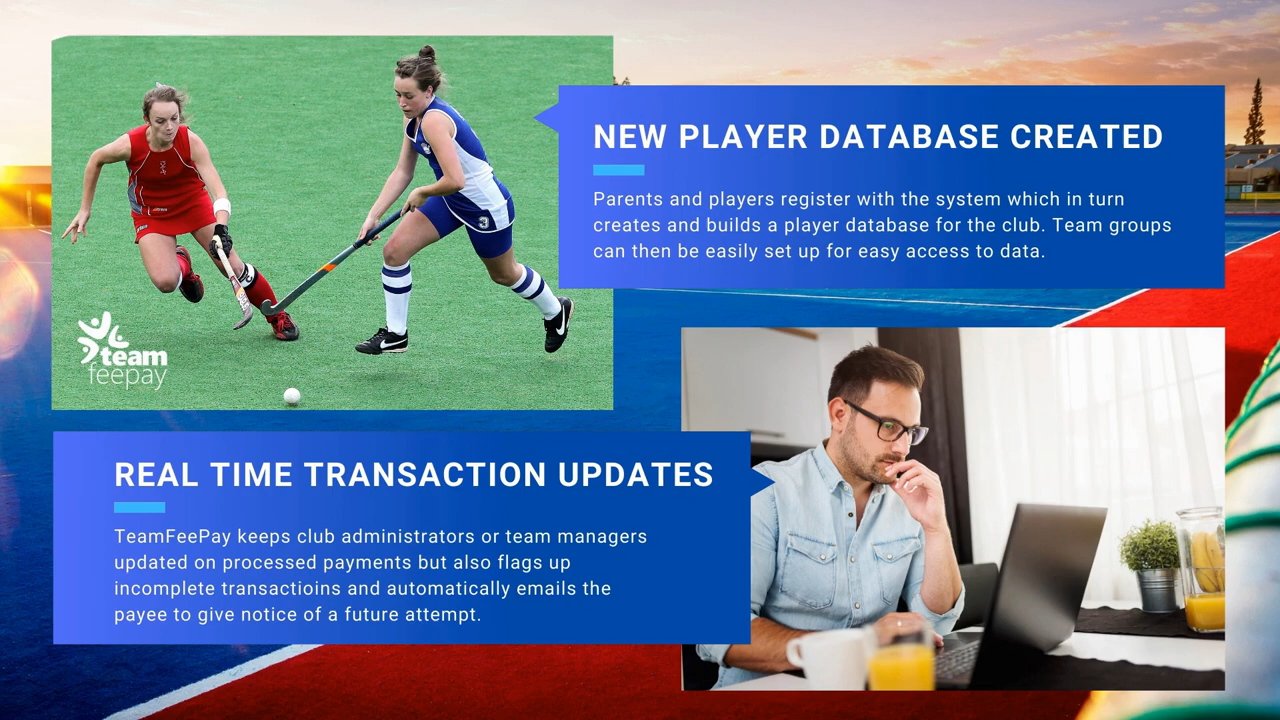 NEW PLAYER DATABASE CREATED
Parents and players register with the system which in turn
creates and builds a player database for the club. Team groups
can then be easily set up for easy access to data.
3
team
feepay
REAL TIME TRANSACTION UPDATES
TeamFeePay keeps club administrators or team managers
updated on processed payments but also flags up
incomplete transactioins and automatically emails the
payee to give notice of a future attempt.